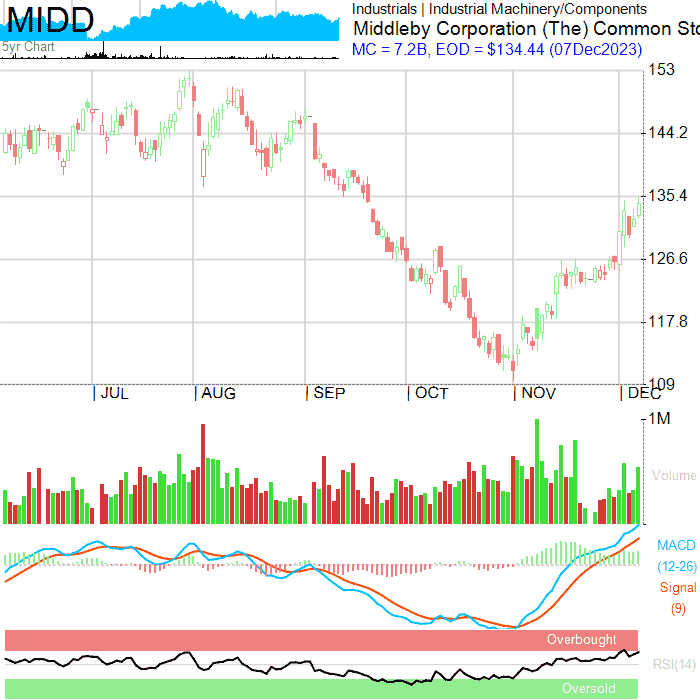 MIDD
5yr Chart
Industrials | Industrial Machinery/Components
Middleby Corporation (The) Common Sto
MC = 7.2B, EOD = $134.44 (07Dec2023)
153
144.2
135.4
126.6
117.8
109
JUL
AUG
SEP
OCT
NOV
DEC
1M
Volume
MACD
(12-26)
Signal
(9)
Overbought
RSI(14)
Oversold